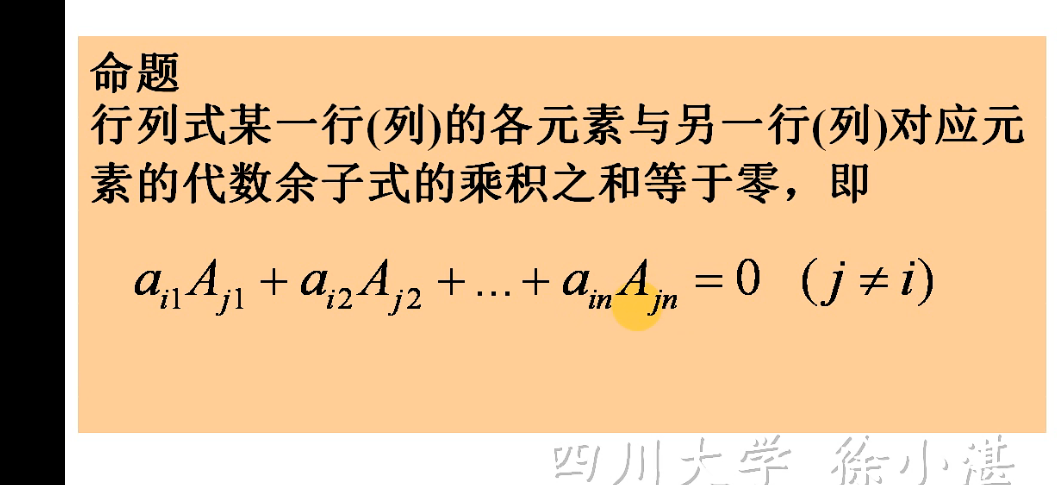 命题
行列式某一行(列)的各元素与另一行(列)对应元
素的代数余子式的乘积之和等于零，即
a_{i1}A_{j1} + a_{i2}A_{j2} + ... + a_{in}A_{jn} = 0 (j ≠ i)
四川大学 徐小湛